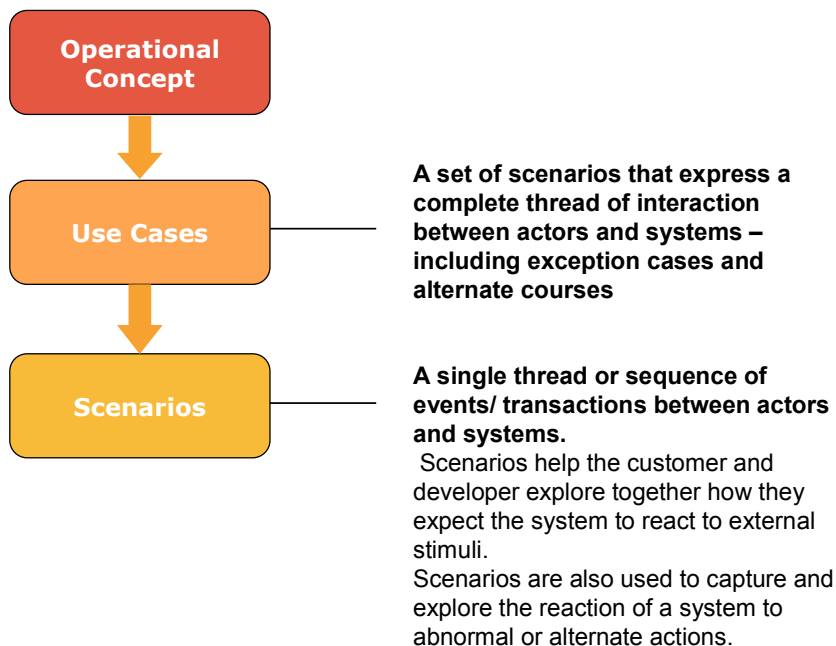 Operational
Concept
Use Cases
A set of scenarios that express a
complete thread of interaction
between actors and systems –
including exception cases and
alternate courses
Scenarios
A single thread or sequence of
events/ transactions between actors
and systems.
Scenarios help the customer and
developer explore together how they
expect the system to react to external
stimuli.
Scenarios are also used to capture and
explore the reaction of a system to
abnormal or alternate actions.